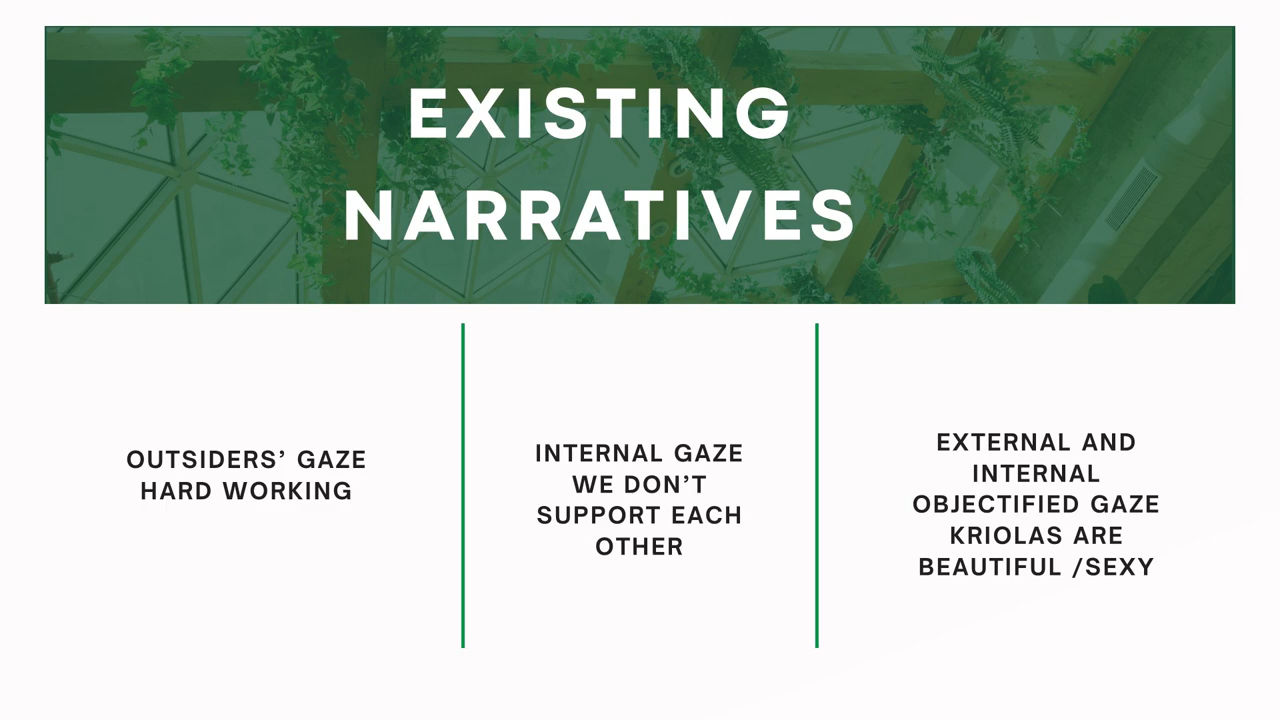 EXISTING
NARRATIVES
OUTSIDERS’ GAZE
HARD WORKING
INTERNAL GAZE
WE DON’T
SUPPORT EACH
OTHER
EXTERNAL AND
INTERNAL
OBJECTIFIED GAZE
KRIOLAS ARE
BEAUTIFUL /SEXY